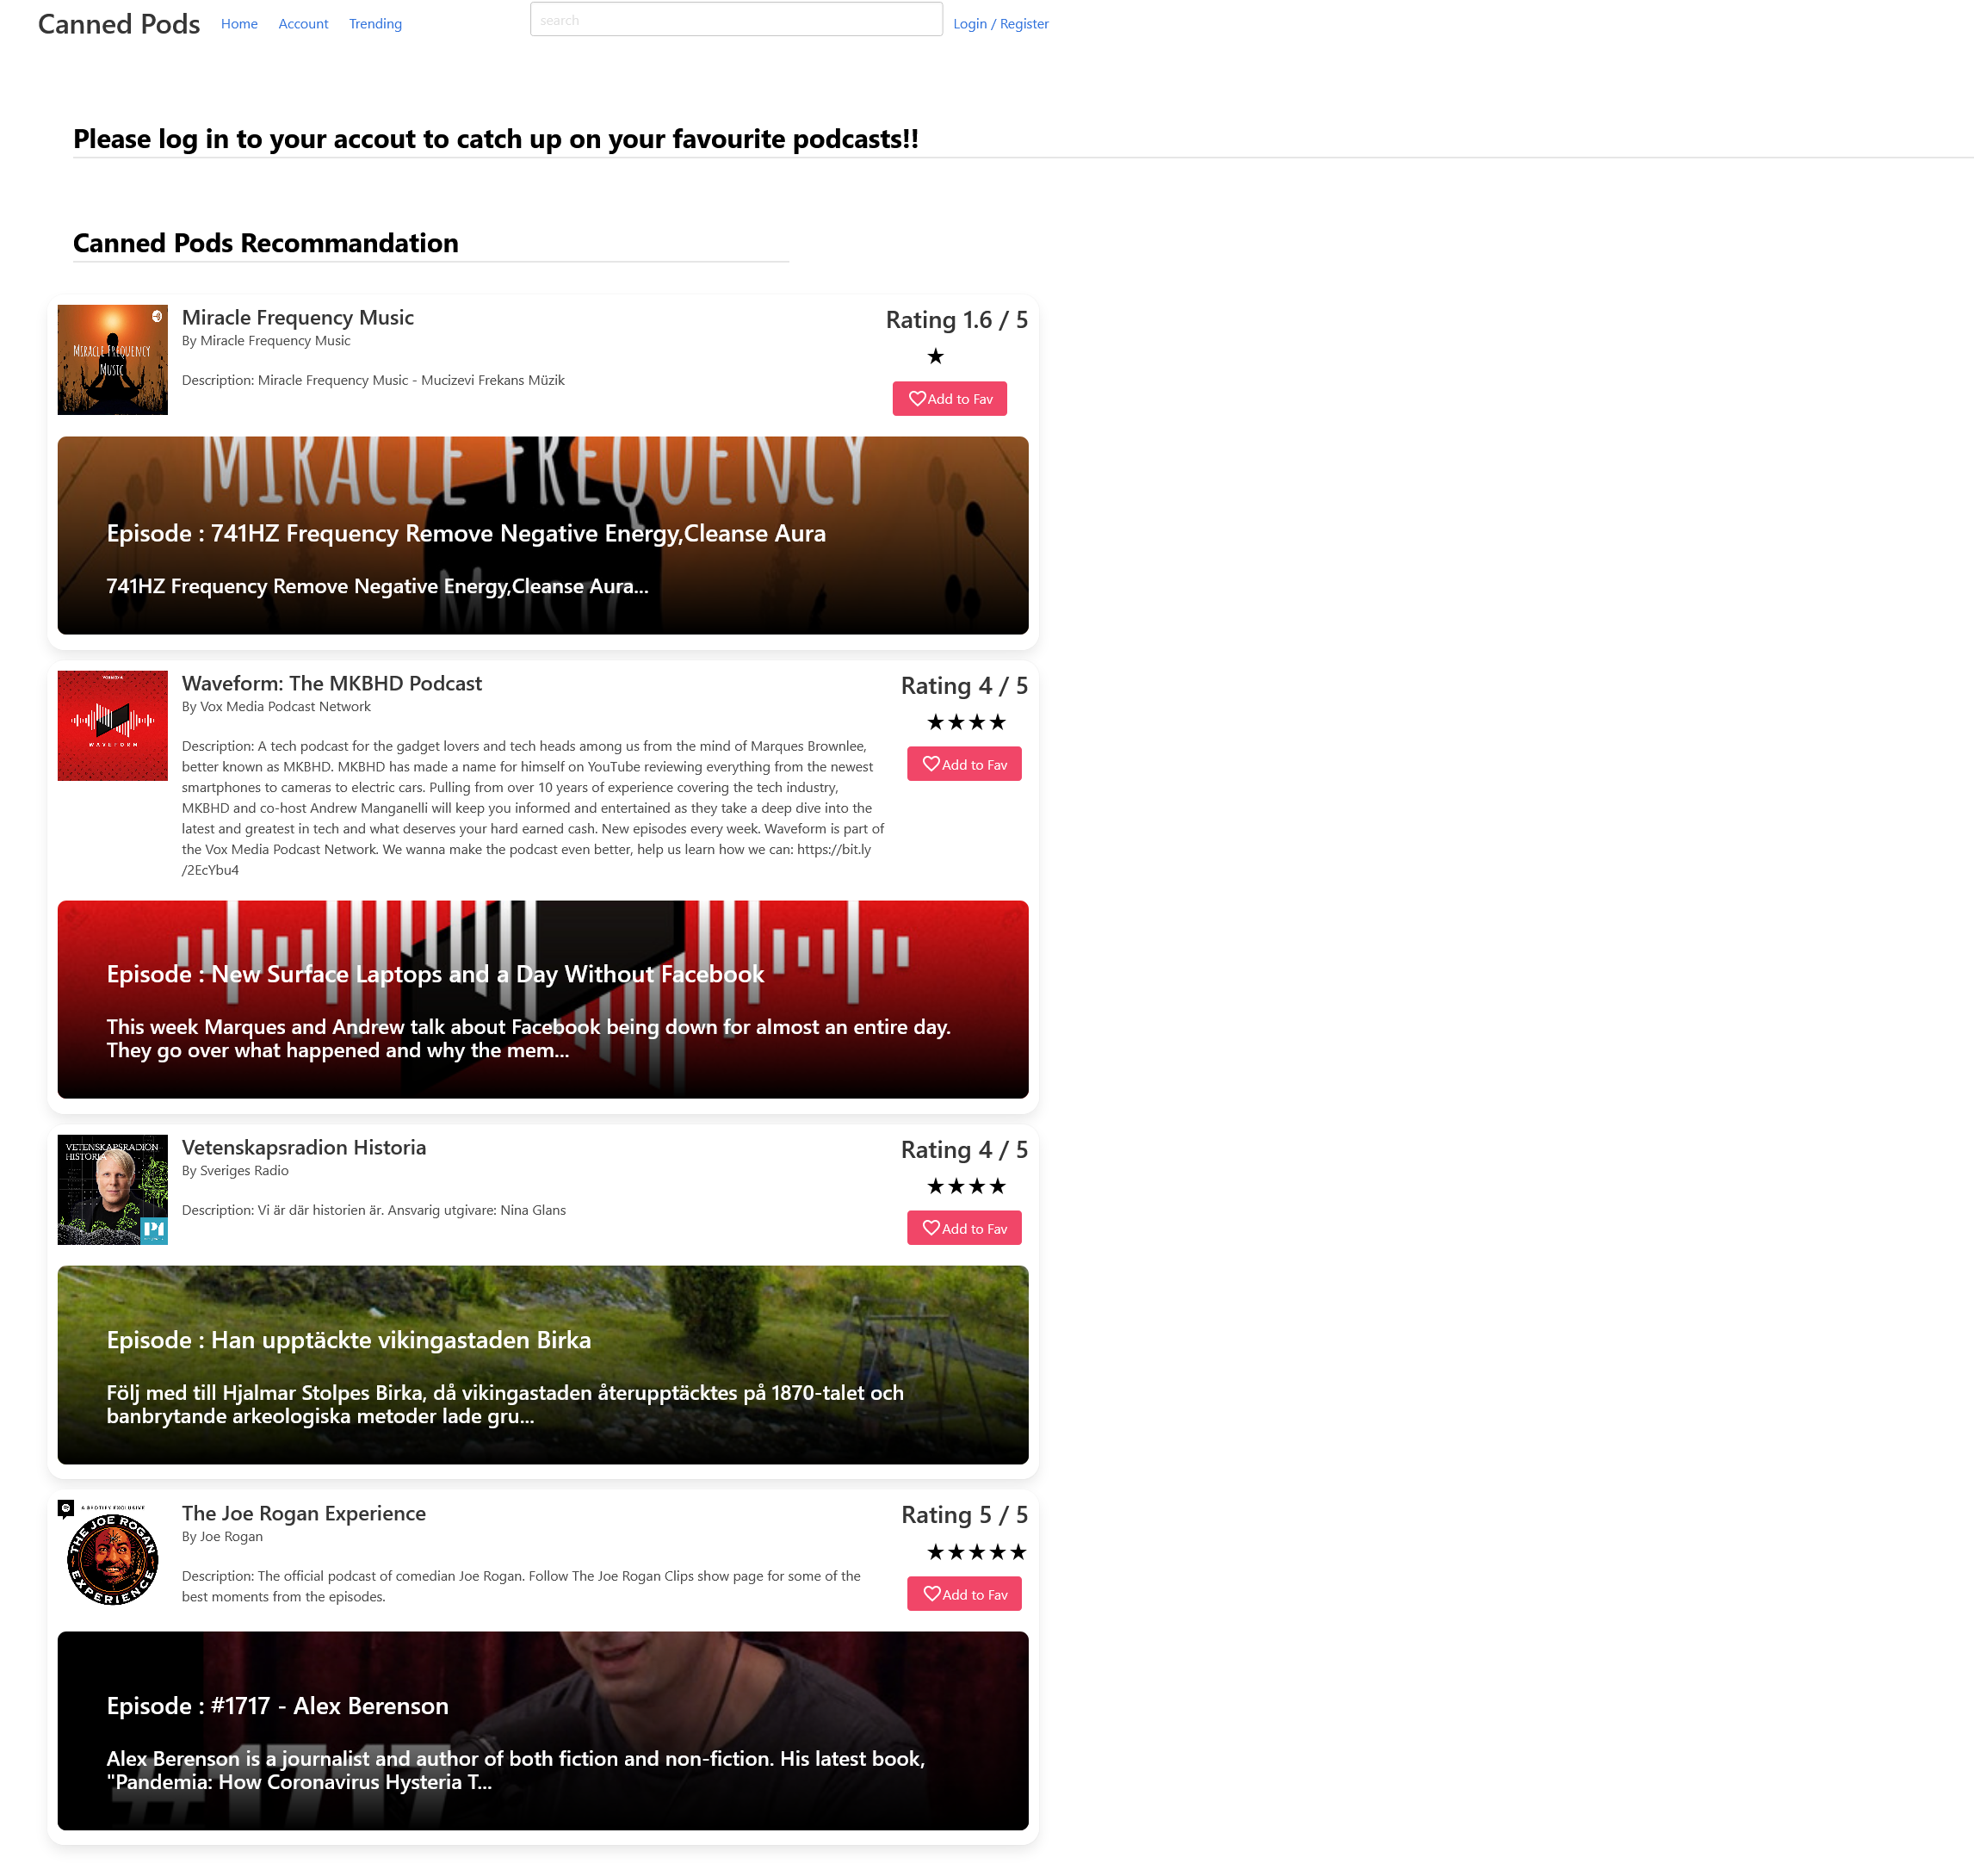 Canned Pods Home Account Trending search Login / Register
Please log in to your accout to catch up on your favourite podcasts!!
Canned Pods Recommandation
MIRACLE FREQUENCY
MUSIC
Miracle Frequency Music
By Miracle Frequency Music
Description: Miracle Frequency Music - Mucizevi Frekans Müzik
Rating 1.6 / 5
★
Add to Fav
MIRACLE FREQUENCY
MUSIC
Episode : 741HZ Frequency Remove Negative Energy,Cleanse Aura
741HZ Frequency Remove Negative Energy,Cleanse Aura...
WAVEFORM
Waveform: The MKBHD Podcast
By Vox Media Podcast Network
Description: A tech podcast for the gadget lovers and tech heads among us from the mind of Marques Brownlee,
better known as MKBHD. MKBHD has made a name for himself on YouTube reviewing everything from the newest
smartphones to cameras to electric cars. Pulling from over 10 years of experience covering the tech industry,
MKBHD and co-host Andrew Manganelli will keep you informed and entertained as they take a deep dive into the
latest and greatest in tech and what deserves your hard earned cash. New episodes every week. Waveform is part of
the Vox Media Podcast Network. We wanna make the podcast even better, help us learn how we can: https://bit.ly
/2EcYbu4
Rating 4 / 5
★★★★
Add to Fav
Episode : New Surface Laptops and a Day Without Facebook
This week Marques and Andrew talk about Facebook being down for almost an entire day.
They go over what happened and why the mem...
VETENSKAPSRADION
HISTORIA
P1
Vetenskapsradion Historia
By Sveriges Radio
Description: Vi är där historien är. Ansvarig utgivare: Nina Glans
Rating 4 / 5
★★★★
Add to Fav
Episode : Han upptäckte vikingastaden Birka
Följ med till Hjalmar Stolpes Birka, då vikingastaden återupptäcktes på 1870-talet och
banbrytande arkeologiska metoder lade gru...
A SPOTIFY EXCLUSIVE
THE JOE ROGAN
EXPERIENCE
The Joe Rogan Experience
By Joe Rogan
Description: The official podcast of comedian Joe Rogan. Follow The Joe Rogan Clips show page for some of the
best moments from the episodes.
Rating 5 / 5
★★★★★
Add to Fav
Episode : #1717 - Alex Berenson
#1717
Alex Berenson is a journalist and author of both fiction and non-fiction. His latest book,
"Pandemia: How Coronavirus Hysteria T...